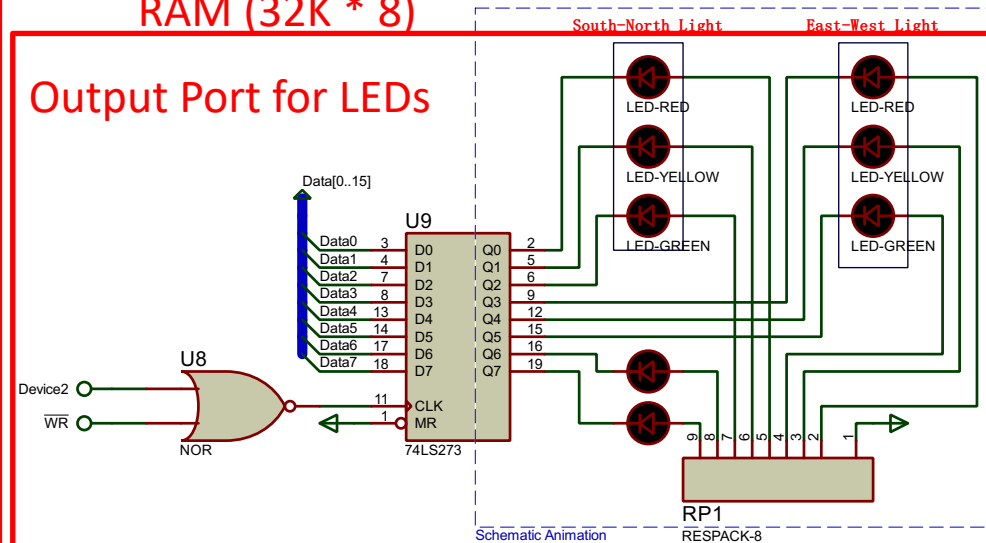 RAM (32K * 8)
South-North Light
East-West Light
Output Port for LEDs
LED-RED
LED-RED
LED-YELLOW
LED-YELLOW
LED-GREEN
LED-GREEN
Data[0..15]
U9
Data0 3 D0 Q0 2
Data1 4 D1 Q1 5
Data2 7 D2 Q2 6
Data3 8 D3 Q3 9
Data4 13 D4 Q4 12
Data5 14 D5 Q5 15
Data6 17 D6 Q6 16
Data7 18 D7 Q7 19
U8
Device2
WR
NOR
11 CLK
1 MR
74LS273
9 8 7 6 5 4 3 2 1
RP1
RESPACK-8
Schematic Animation